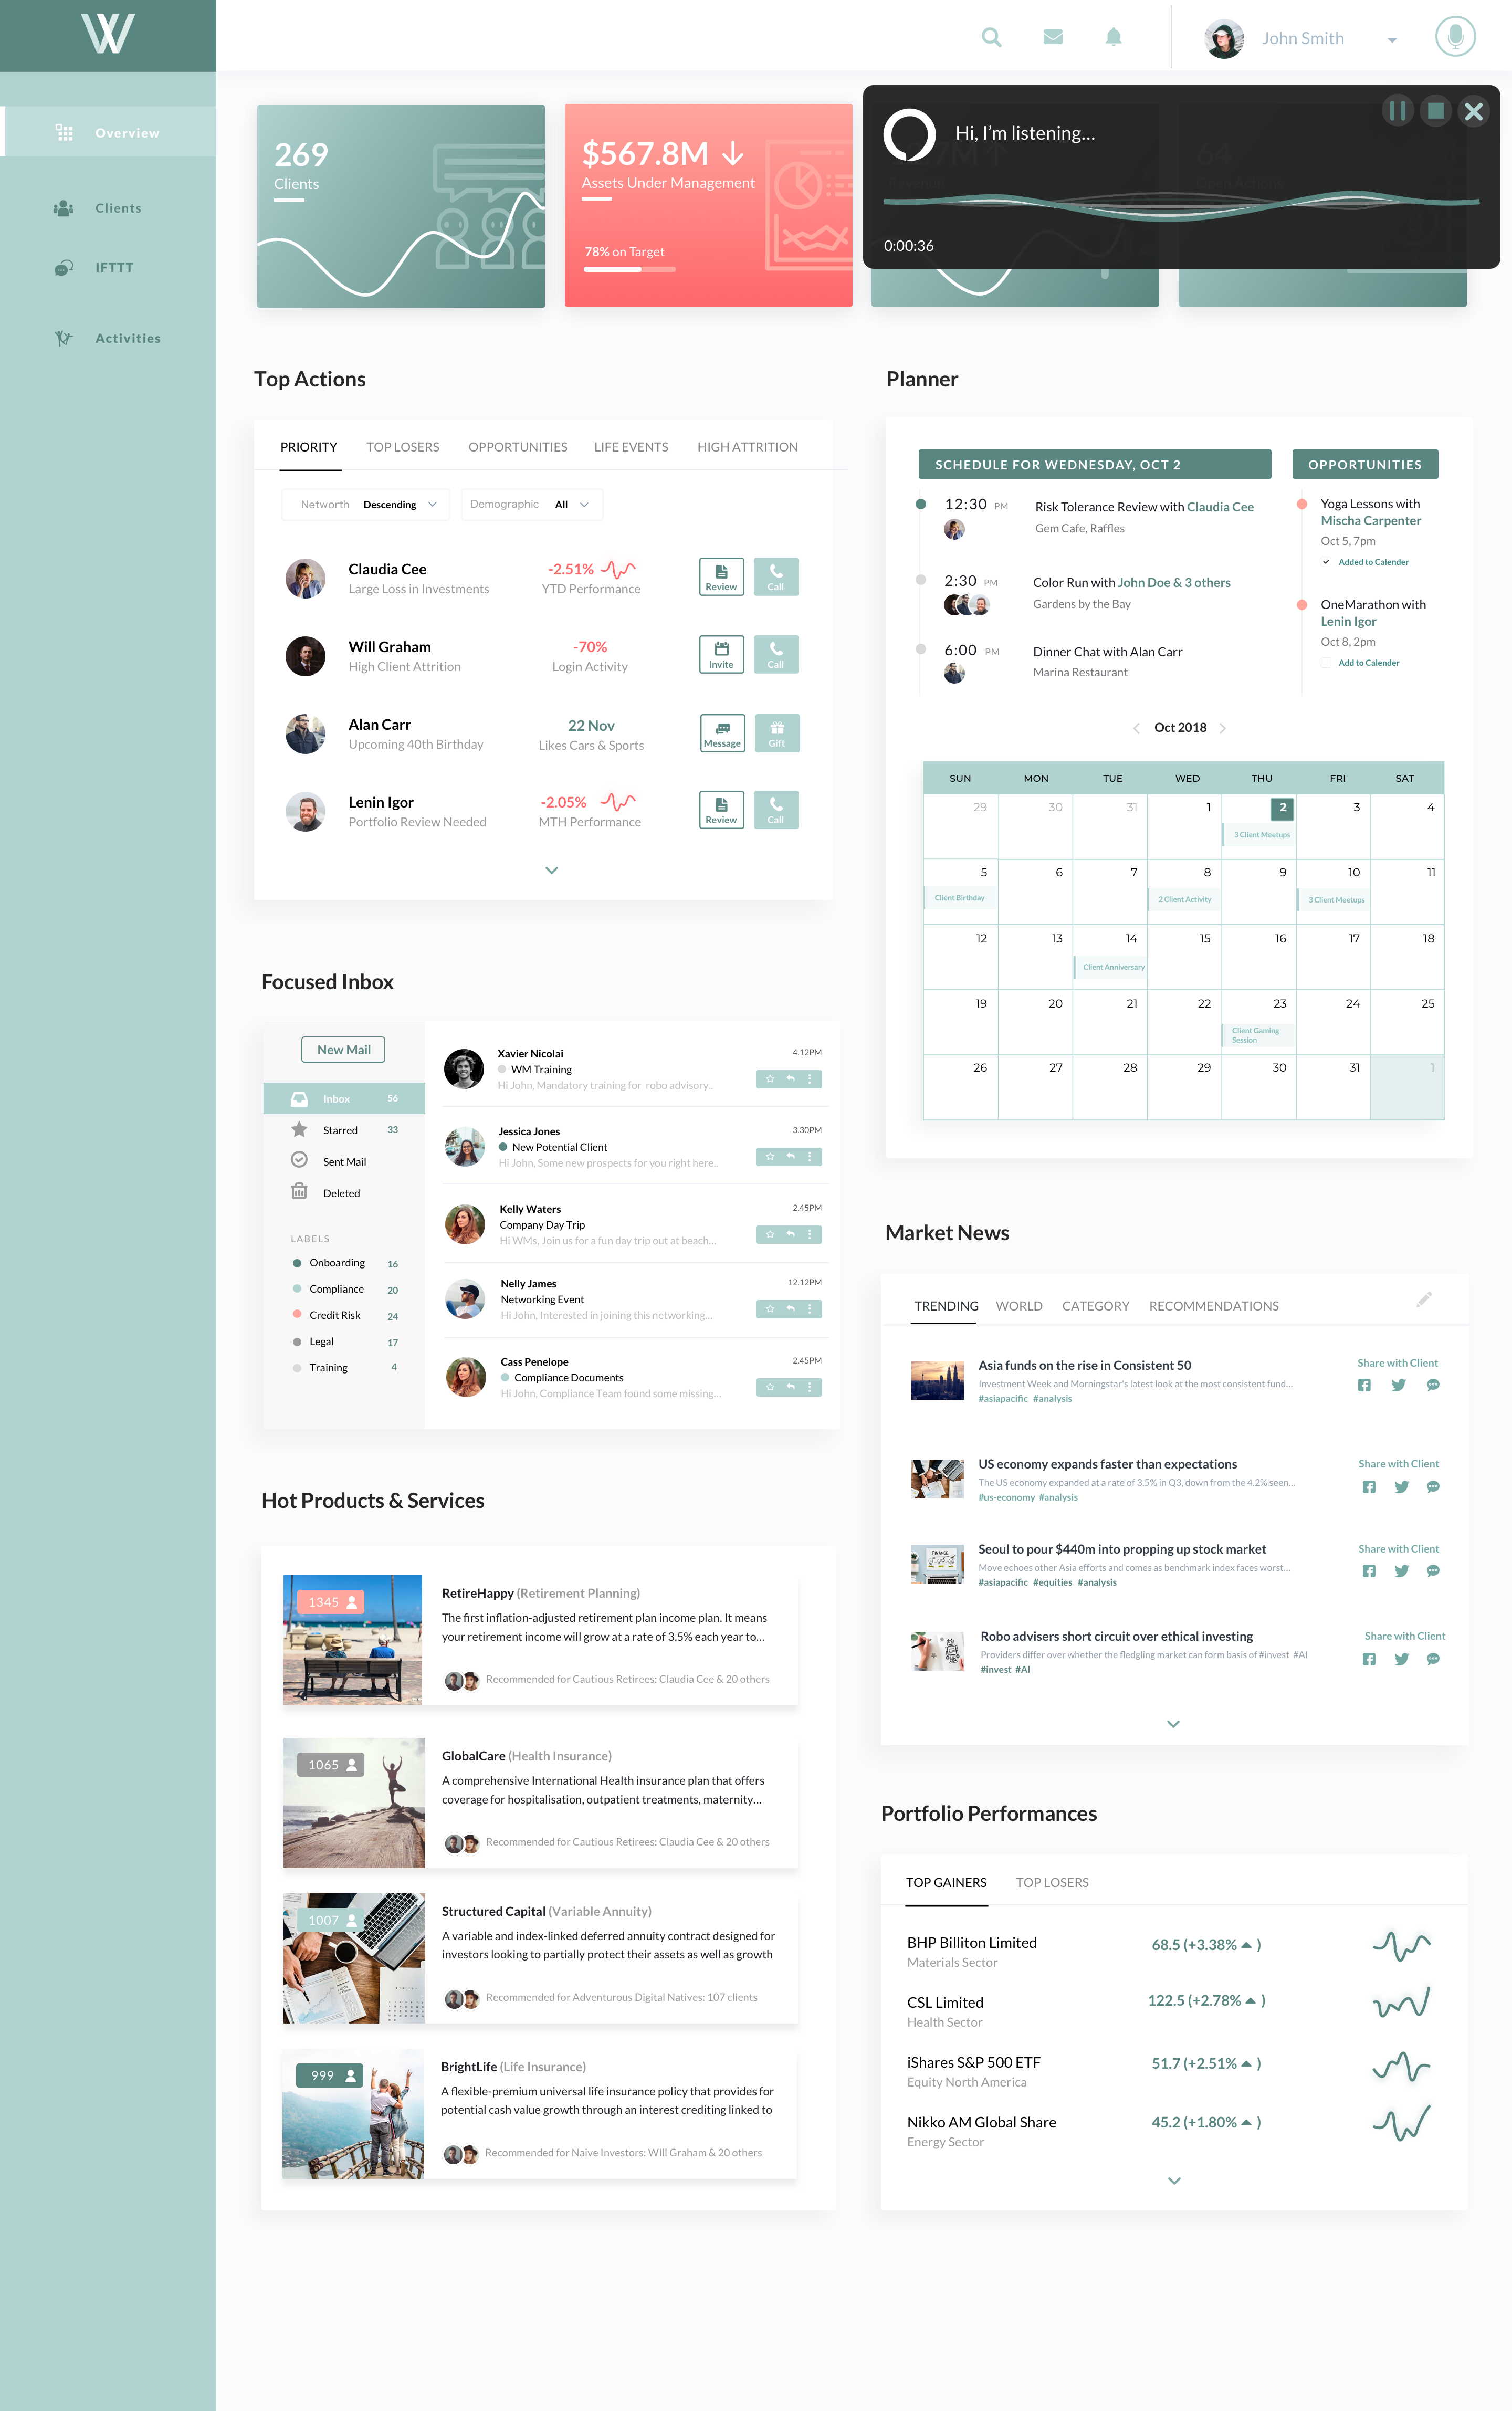 W
John Smith
Overview
Clients
IFTTT
Activities
269
Clients
$567.8M
Assets Under Management
78% on Target
Hi, I’m listening...
0:00:36
64
Top Actions
PRIORITY TOP LOSERS OPPORTUNITIES LIFE EVENTS HIGH ATTRITION
Networth Descending Demographic All
Claudia Cee -2.51%
Large Loss in Investments YTD Performance Review Call
Will Graham -70%
High Client Attrition Login Activity Invite Call
Alan Carr 22 Nov
Upcoming 40th Birthday Likes Cars & Sports Message Gift
Lenin Igor -2.05%
Portfolio Review Needed MTH Performance Review Call
Planner
SCHEDULE FOR WEDNESDAY, OCT 2
12:30 PM Risk Tolerance Review with Claudia Cee
Gem Cafe, Raffles
2:30 PM Color Run with John Doe & 3 others
Gardens by the Bay
6:00 PM Dinner Chat with Alan Carr
Marina Restaurant
OPPORTUNITIES
Yoga Lessons with
Mischa Carpenter
Oct 5, 7pm
Added to Calender
OneMarathon with
Lenin Igor
Oct 8, 2pm
Add to Calender
Oct 2018
SUN MON TUE WED THU FRI SAT
29 30 31 1 2 3 4
3 Client Meetups
5 6 7 8 9 10 11
Client Birthday 2 Client Activity 3 Client Meetups
12 13 14 15 16 17 18
Client Anniversary
19 20 21 22 23 24 25
Client Gaming
Session
26 27 28 29 30 31 1
Focused Inbox
New Mail
Inbox 56
Starred 33
Sent Mail
Deleted
LABELS
Onboarding 16
Compliance 20
Credit Risk 24
Legal 17
Training 4
Xavier Nicolai 4.12PM
WM Training
Hi John, Mandatory training for robo advisory..
Jessica Jones 3.30PM
New Potential Client
Hi John, Some new prospects for you right here..
Kelly Waters 2.45PM
Company Day Trip
Hi WMs, Join us for a fun day trip out at beach...
Nelly James 12.12PM
Networking Event
Hi John, Interested in joining this networking...
Cass Penelope 2.45PM
Compliance Documents
Hi John, Compliance Team found some missing...
Market News
TRENDING WORLD CATEGORY RECOMMENDATIONS
Asia funds on the rise in Consistent 50 Share with Client
Investment Week and Morningstar's latest look at the most consistent fund...
#asiapacific #analysis
US economy expands faster than expectations Share with Client
The US economy expanded at a rate of 3.5% in Q3, down from the 4.2% seen...
#us-economy #analysis
Seoul to pour $440m into propping up stock market Share with Client
Move echoes other Asia efforts and comes as benchmark index faces worst...
#asiapacific #equities #analysis
Robo advisers short circuit over ethical investing Share with Client
Providers differ over whether the fledgling market can form basis of #invest #AI
#invest #AI
Hot Products & Services
1345
RetireHappy (Retirement Planning)
The first inflation-adjusted retirement plan income plan. It means
your retirement income will grow at a rate of 3.5% each year to...
Recommended for Cautious Retirees: Claudia Cee & 20 others
1065
GlobalCare (Health Insurance)
A comprehensive International Health insurance plan that offers
coverage for hospitalisation, outpatient treatments, maternity...
Recommended for Cautious Retirees: Claudia Cee & 20 others
1007
Structured Capital (Variable Annuity)
A variable and index-linked deferred annuity contract designed for
investors looking to partially protect their assets as well as growth
Recommended for Adventurous Digital Natives: 107 clients
999
BrightLife (Life Insurance)
A flexible-premium universal life insurance policy that provides for
potential cash value growth through an interest crediting linked to
Recommended for Naive Investors: WIll Graham & 20 others
Portfolio Performances
TOP GAINERS TOP LOSERS
BHP Billiton Limited 68.5 (+3.38% )
Materials Sector
CSL Limited 122.5 (+2.78% )
Health Sector
iShares S&P 500 ETF 51.7 (+2.51% )
Equity North America
Nikko AM Global Share 45.2 (+1.80% )
Energy Sector